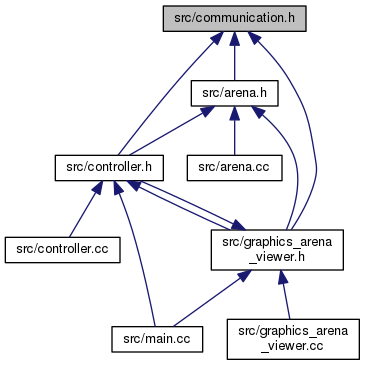 src/communication.h
src/arena.h
src/controller.h
src/arena.cc
src/controller.cc
src/graphics_arena
_viewer.h
src/main.cc
src/graphics_arena
_viewer.cc